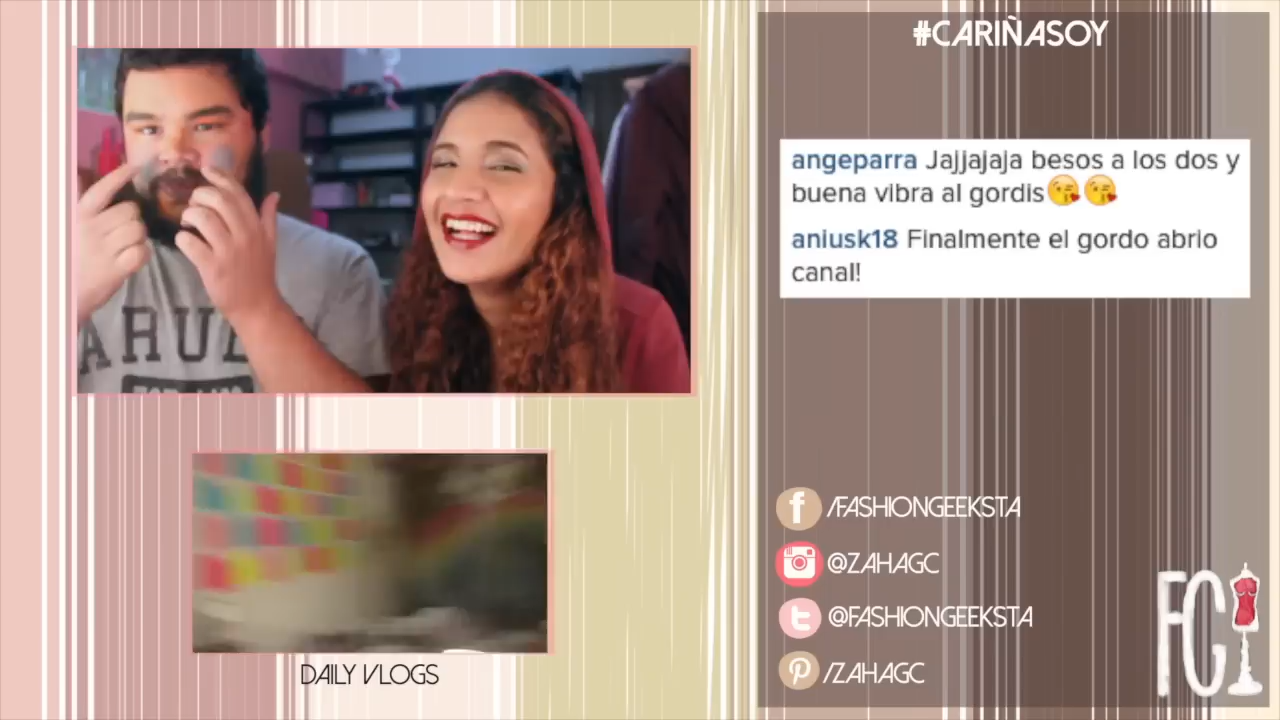 #CARIÑASOY
angeparra Jajjajaja besos a los dos y
buena vibra al gordis😘😘
aniusk18 Finalmente el gordo abrio
canal!
ARU
/FASHIONGEEKSTA
@ZAHAGC
@FASHIONGEEKSTA
/ZAHAGC
FG
DAILY VLOGS